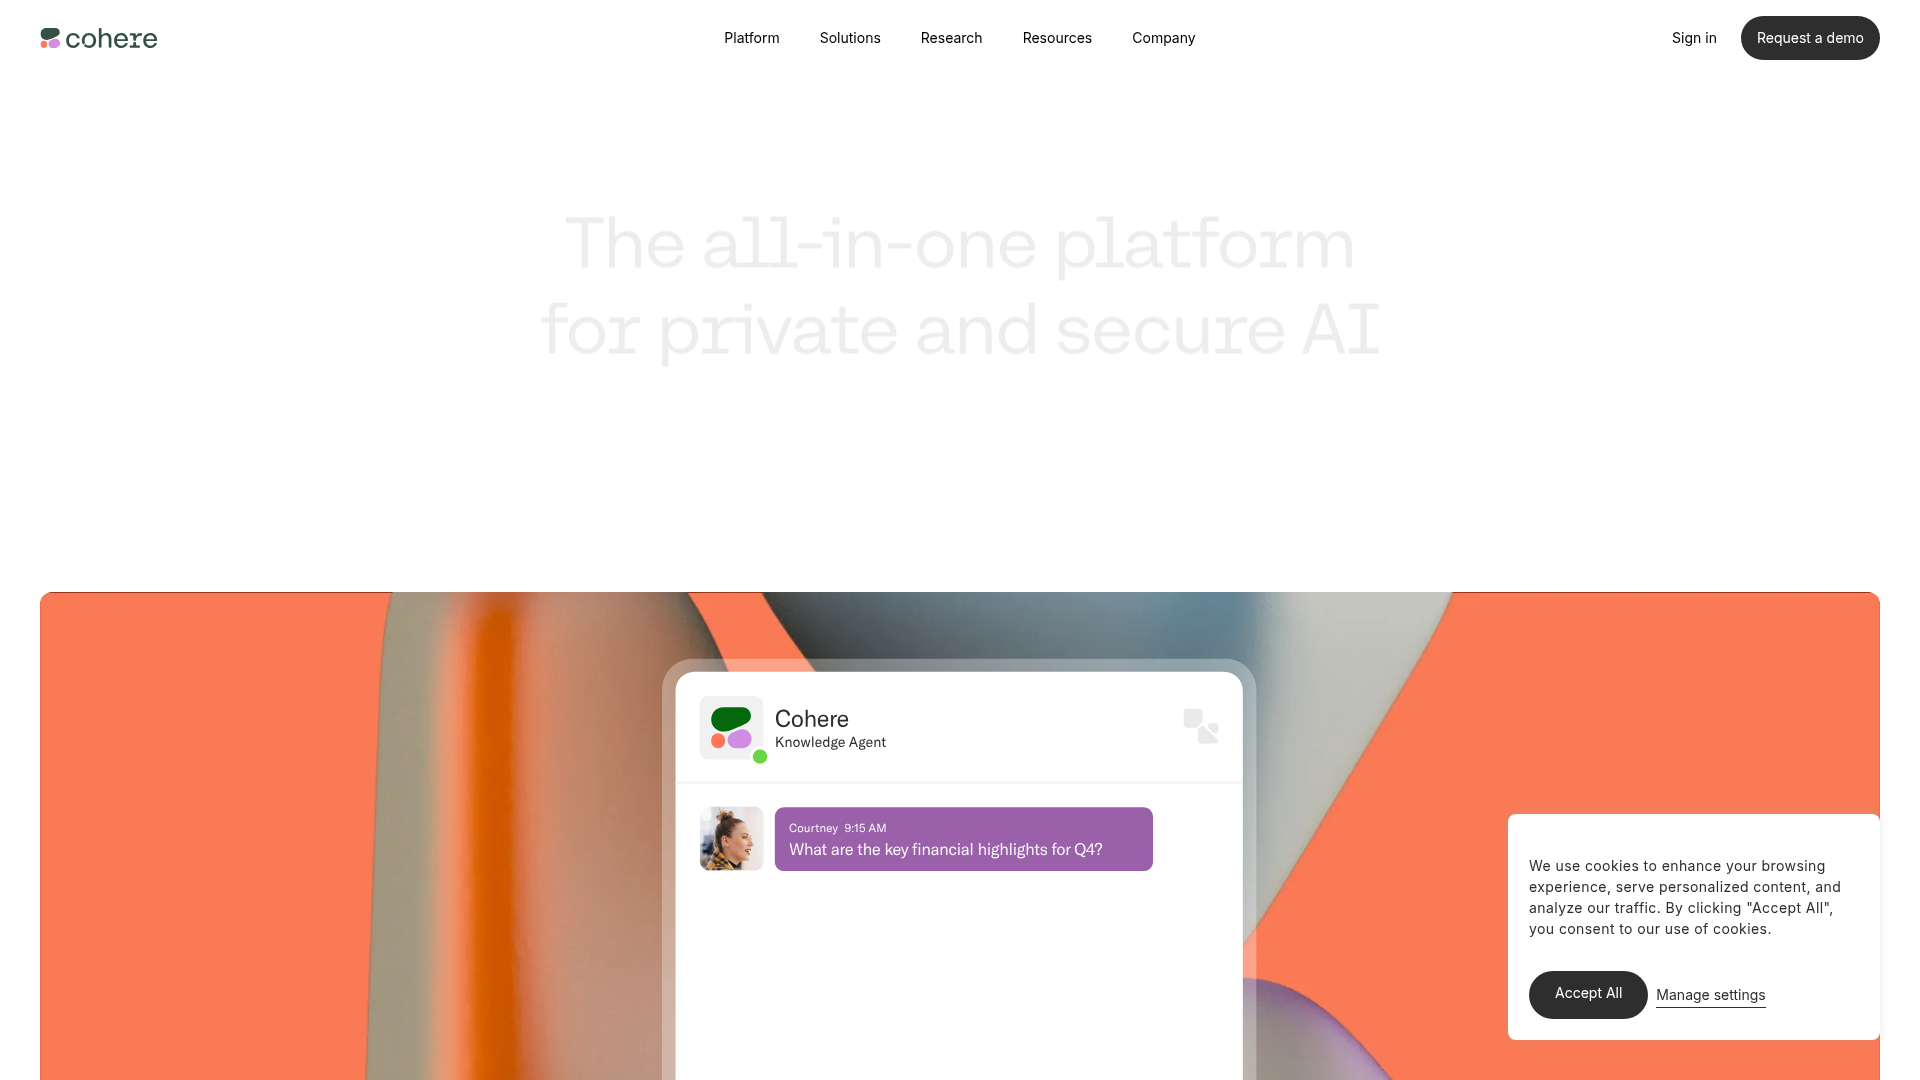 cohere
Platform
Solutions
Research
Resources
Company
Sign in
Request a demo
The all-in-one platform
for private and secure AI
Cohere
Knowledge Agent
Courtney 9:15 AM
What are the key financial highlights for Q4?
We use cookies to enhance your browsing
experience, serve personalized content, and
analyze our traffic. By clicking "Accept All",
you consent to our use of cookies.
Accept All
Manage settings